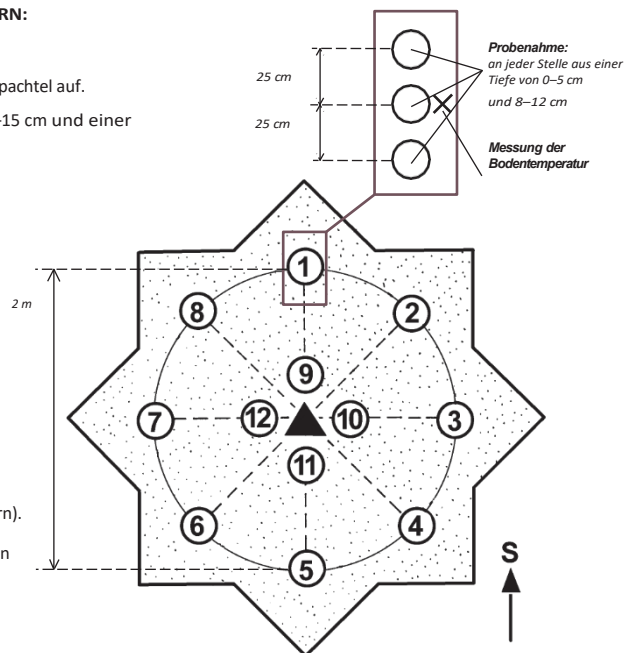 RN:
pachtel auf.
-15 cm und einer
25 cm
25 cm
Probenahme:
an jeder Stelle aus einer
Tiefe von 0–5 cm
und 8–12 cm
Messung der
Bodentemperatur
2 m
1
8
2
9
7
12
10
3
11
6
4
5
rn).
n
S